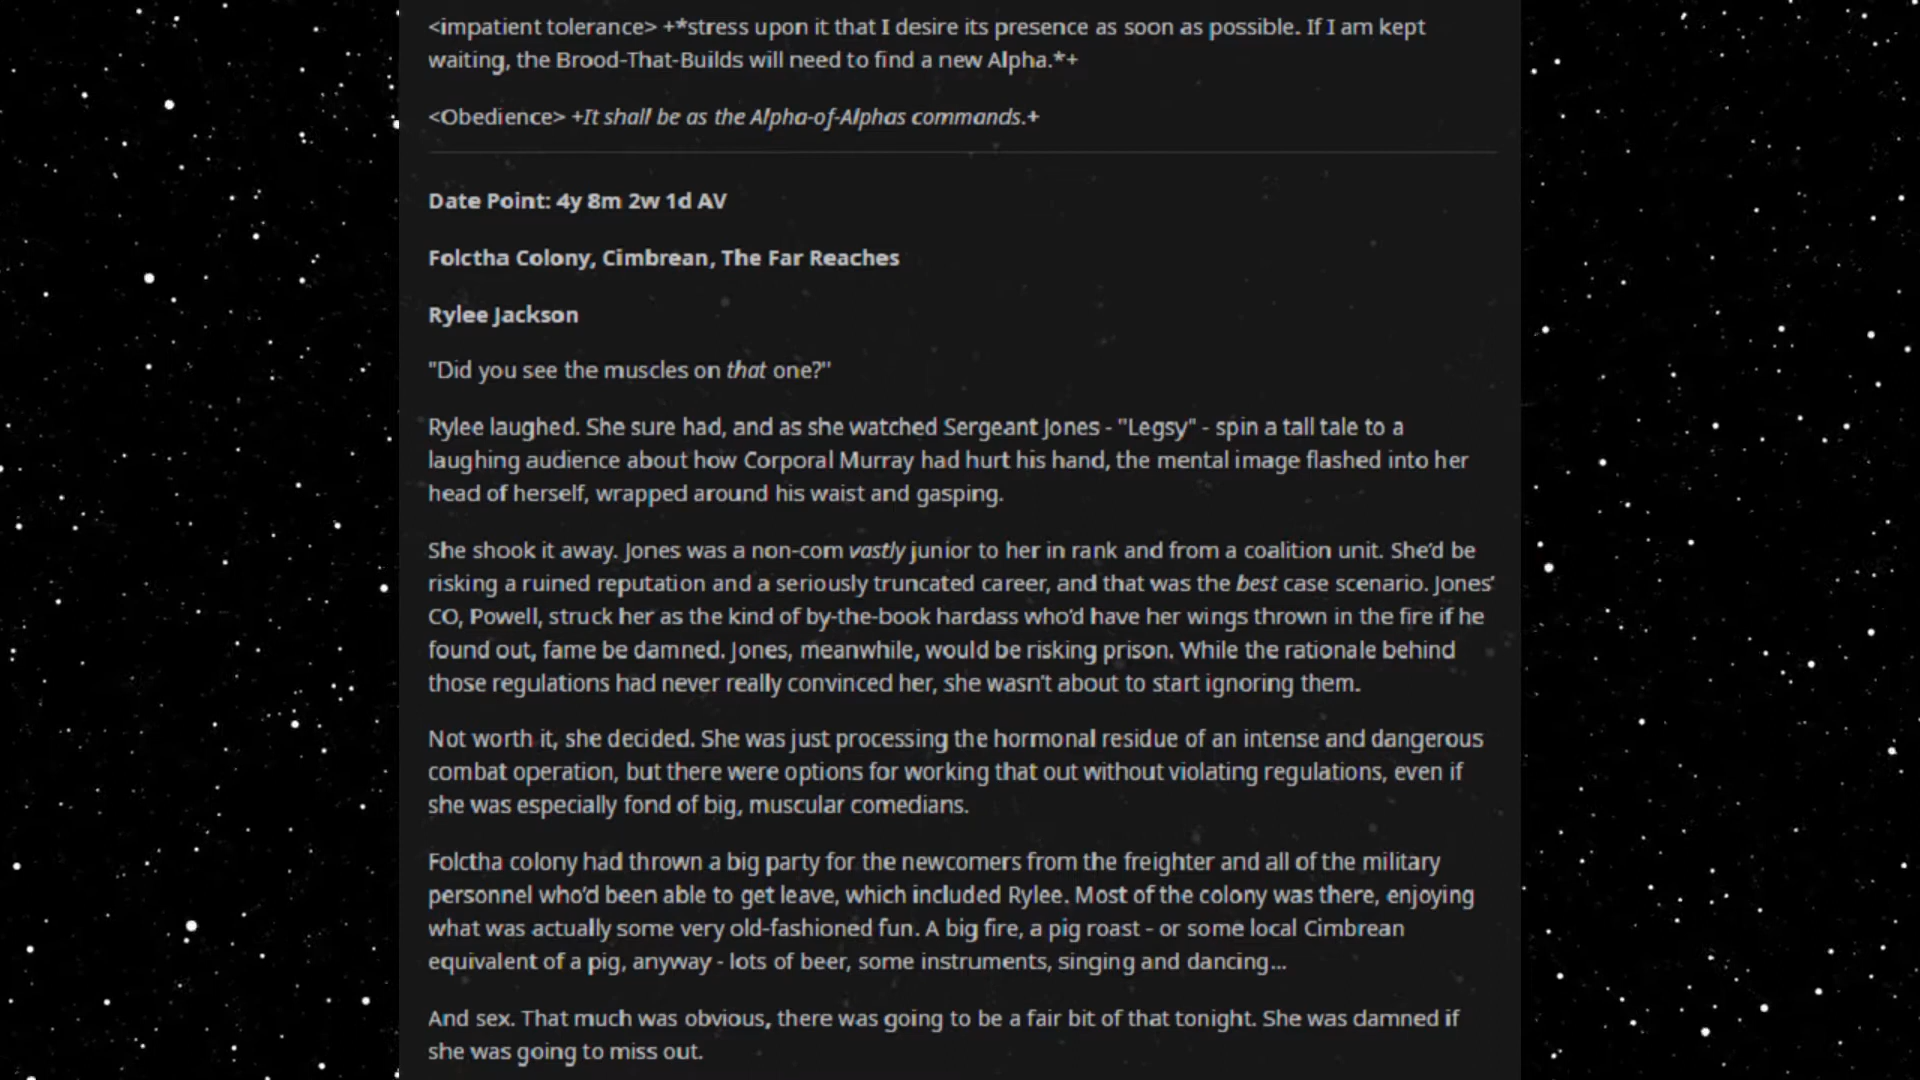 <impatient tolerance> +*stress upon it that I desire its presence as soon as possible. If I am kept
waiting, the Brood-That-Builds will need to find a new Alpha.*+
<Obedience> +It shall be as the Alpha-of-Alphas commands.+
Date Point: 4y 8m 2w 1d AV
Folctha Colony, Cimbrean, The Far Reaches
Rylee Jackson
"Did you see the muscles on that one?"
Rylee laughed. She sure had, and as she watched Sergeant Jones - "Legsy" - spin a tall tale to a
laughing audience about how Corporal Murray had hurt his hand, the mental image flashed into her
head of herself, wrapped around his waist and gasping.
She shook it away. Jones was a non-com vastly junior to her in rank and from a coalition unit. She'd be
risking a ruined reputation and a seriously truncated career, and that was the best case scenario. Jones'
CO, Powell, struck her as the kind of by-the-book hardass who'd have her wings thrown in the fire if he
found out, fame be damned. Jones, meanwhile, would be risking prison. While the rationale behind
those regulations had never really convinced her, she wasn't about to start ignoring them.
Not worth it, she decided. She was just processing the hormonal residue of an intense and dangerous
combat operation, but there were options for working that out without violating regulations, even if
she was especially fond of big, muscular comedians.
Folctha colony had thrown a big party for the newcomers from the freighter and all of the military
personnel who'd been able to get leave, which included Rylee. Most of the colony was there, enjoying
what was actually some very old-fashioned fun. A big fire, a pig roast - or some local Cimbrean
equivalent of a pig, anyway - lots of beer, some instruments, singing and dancing...
And sex. That much was obvious, there was going to be a fair bit of that tonight. She was damned if
she was going to miss out.